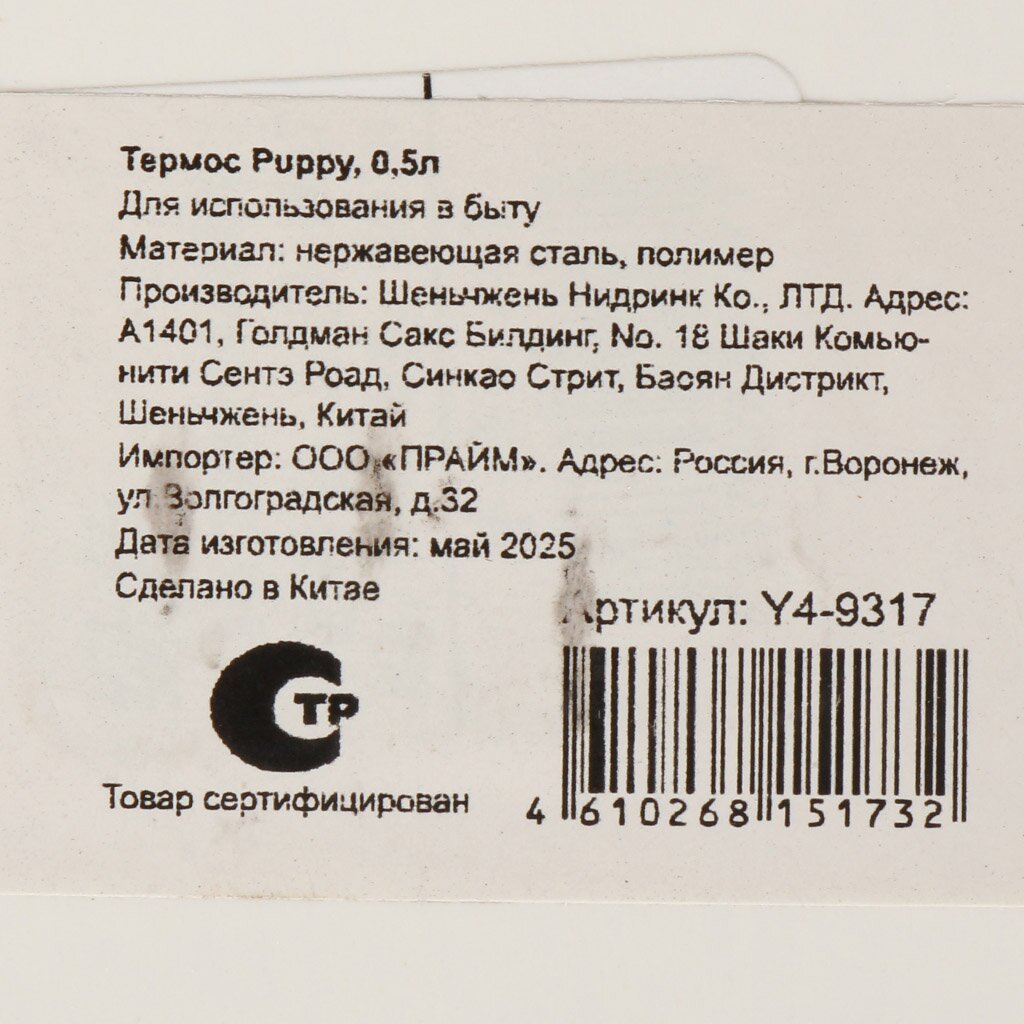 Термос Puppy, 0,5л
Для использования в быту
Материал: нержавеющая сталь, полимер
Производитель: Шеньчжень Нидринк Ко., ЛТД. Адрес:
А1401, Голдман Сакс Билдинг, No. 18 Шаки Комью-
нити Сентэ Роад, Синкао Стрит, Баоян Дистрикт,
Шеньчжень, Китай
Импортер: ООО «ПРАЙМ». Адрес: Россия, г.Воронеж,
ул Волгоградская, д.32
Дата изготовления: май 2025
Сделано в Китае
Артикул: Y4-9317
ТР
Товар сертифицирован
4 610268 151732